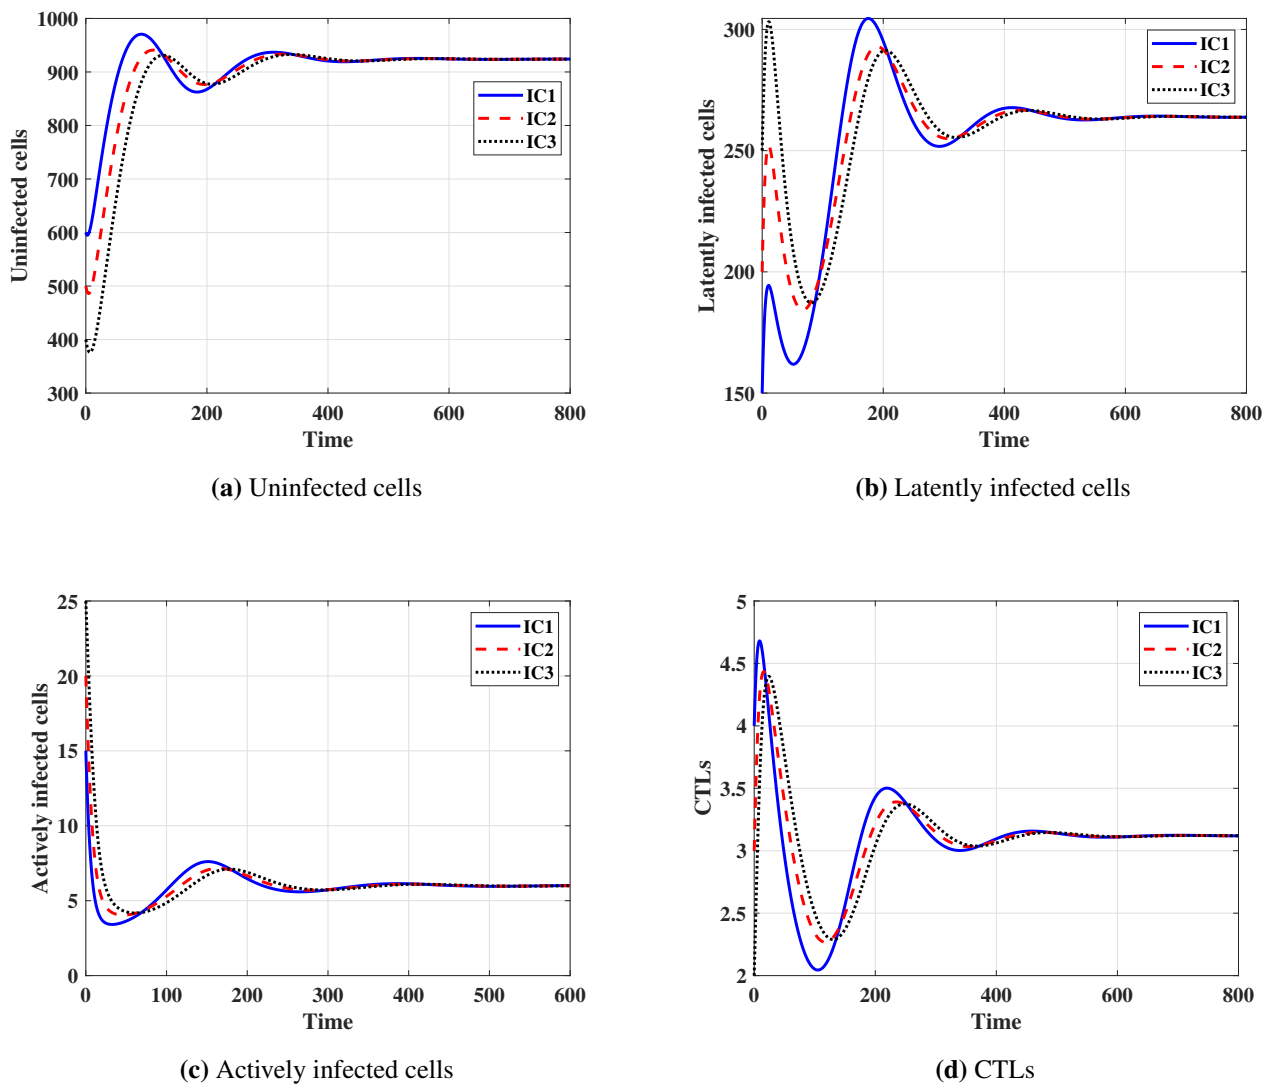 1000
900
800
700
600
500
400
300
Uninfected cells
IC1
IC2
IC3
0 200 400 600 800
Time
(a) Uninfected cells
300
250
200
150
Latently infected cells
IC1
IC2
IC3
0 200 400 600 800
Time
(b) Latently infected cells
25
20
15
10
5
0
Actively infected cells
IC1
IC2
IC3
0 100 200 300 400 500 600
Time
(c) Actively infected cells
5
4.5
4
3.5
3
2.5
2
CTLs
IC1
IC2
IC3
0 200 400 600 800
Time
(d) CTLs